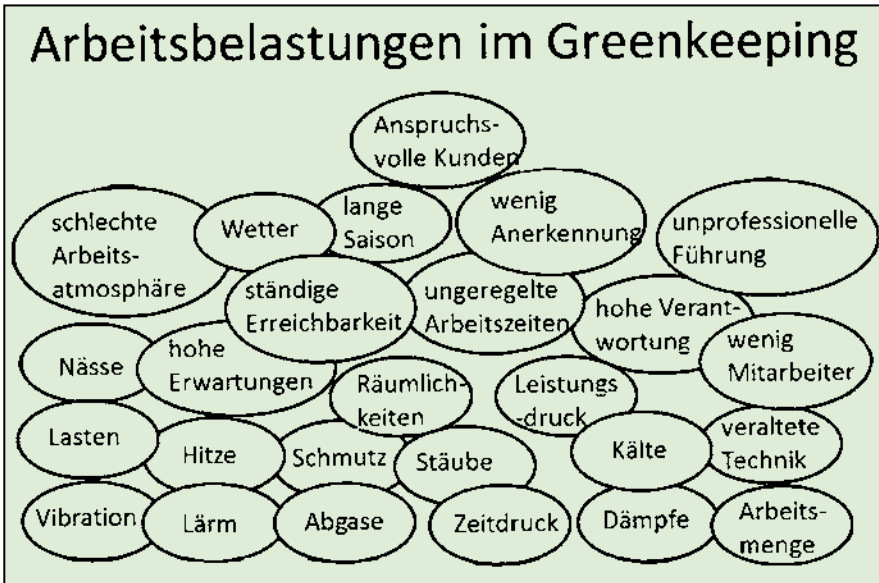 Arbeitsbelastungen im Greenkeeping
Anspruchs-
volle Kunden
schlechte
Arbeits-
atmosphäre
Wetter
lange
Saison
wenig
Anerkennung
unprofessionelle
Führung
ständige
Erreichbarkeit
ungeregelte
Arbeitszeiten
hohe Verant-
wortung
wenig
Mitarbeiter
Nässe
hohe
Erwartungen
Räumlich-
keiten
Leistungs
-druck
Lasten
Hitze
Schmutz
Stäube
Kälte
veraltete
Technik
Vibration
Lärm
Abgase
Zeitdruck
Dämpfe
Arbeits-
menge